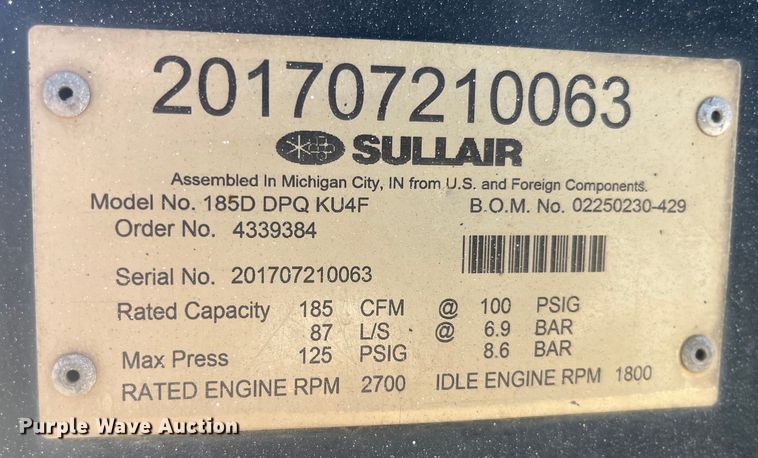 201707210063
SULLAIR
Assembled In Michigan City, IN from U.S. and Foreign Components.
Model No. 185D DPQ KU4F B.O.M. No. 02250230-429
Order No. 4339384
Serial No. 201707210063
Rated Capacity 185 CFM @ 100 PSIG
87 L/S @ 6.9 BAR
Max Press 125 PSIG 8.6 BAR
RATED ENGINE RPM 2700 IDLE ENGINE RPM 1800
Purple Wave Auction